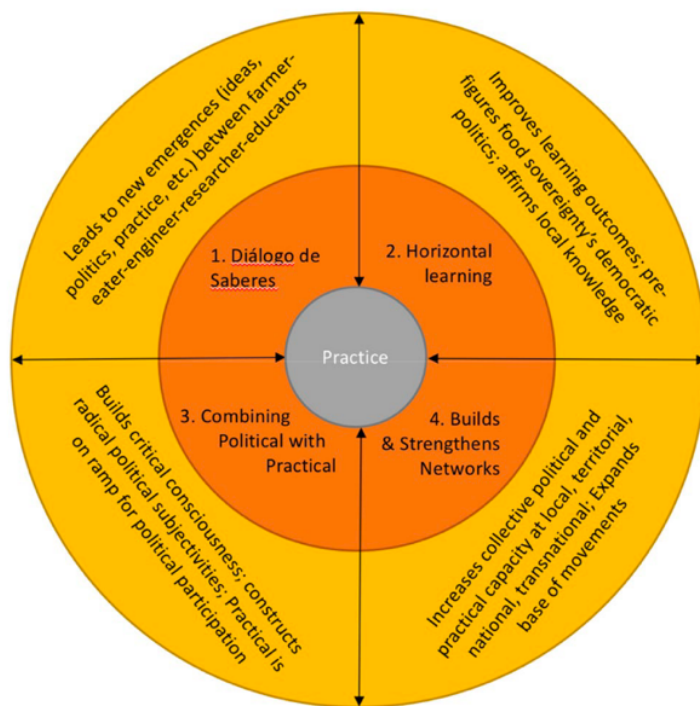 Leads to new emergences (ideas,
politics, practice, etc.) between farmer-
eater-engineer-researcher-educators
Improves learning outcomes; pre-
figures food sovereignty's democratic
politics; affirms local knowledge
1. Diálogo de
Saberes
2. Horizontal
learning
Practice
3. Combining
Political with
Practical
4. Builds
& Strengthens
Networks
Builds critical consciousness; constructs
radical political subjectivities; Practical is
on ramp for political participation
Increases collective political and
practical capacity at local, territorial,
national, transnational; Expands
base of movements